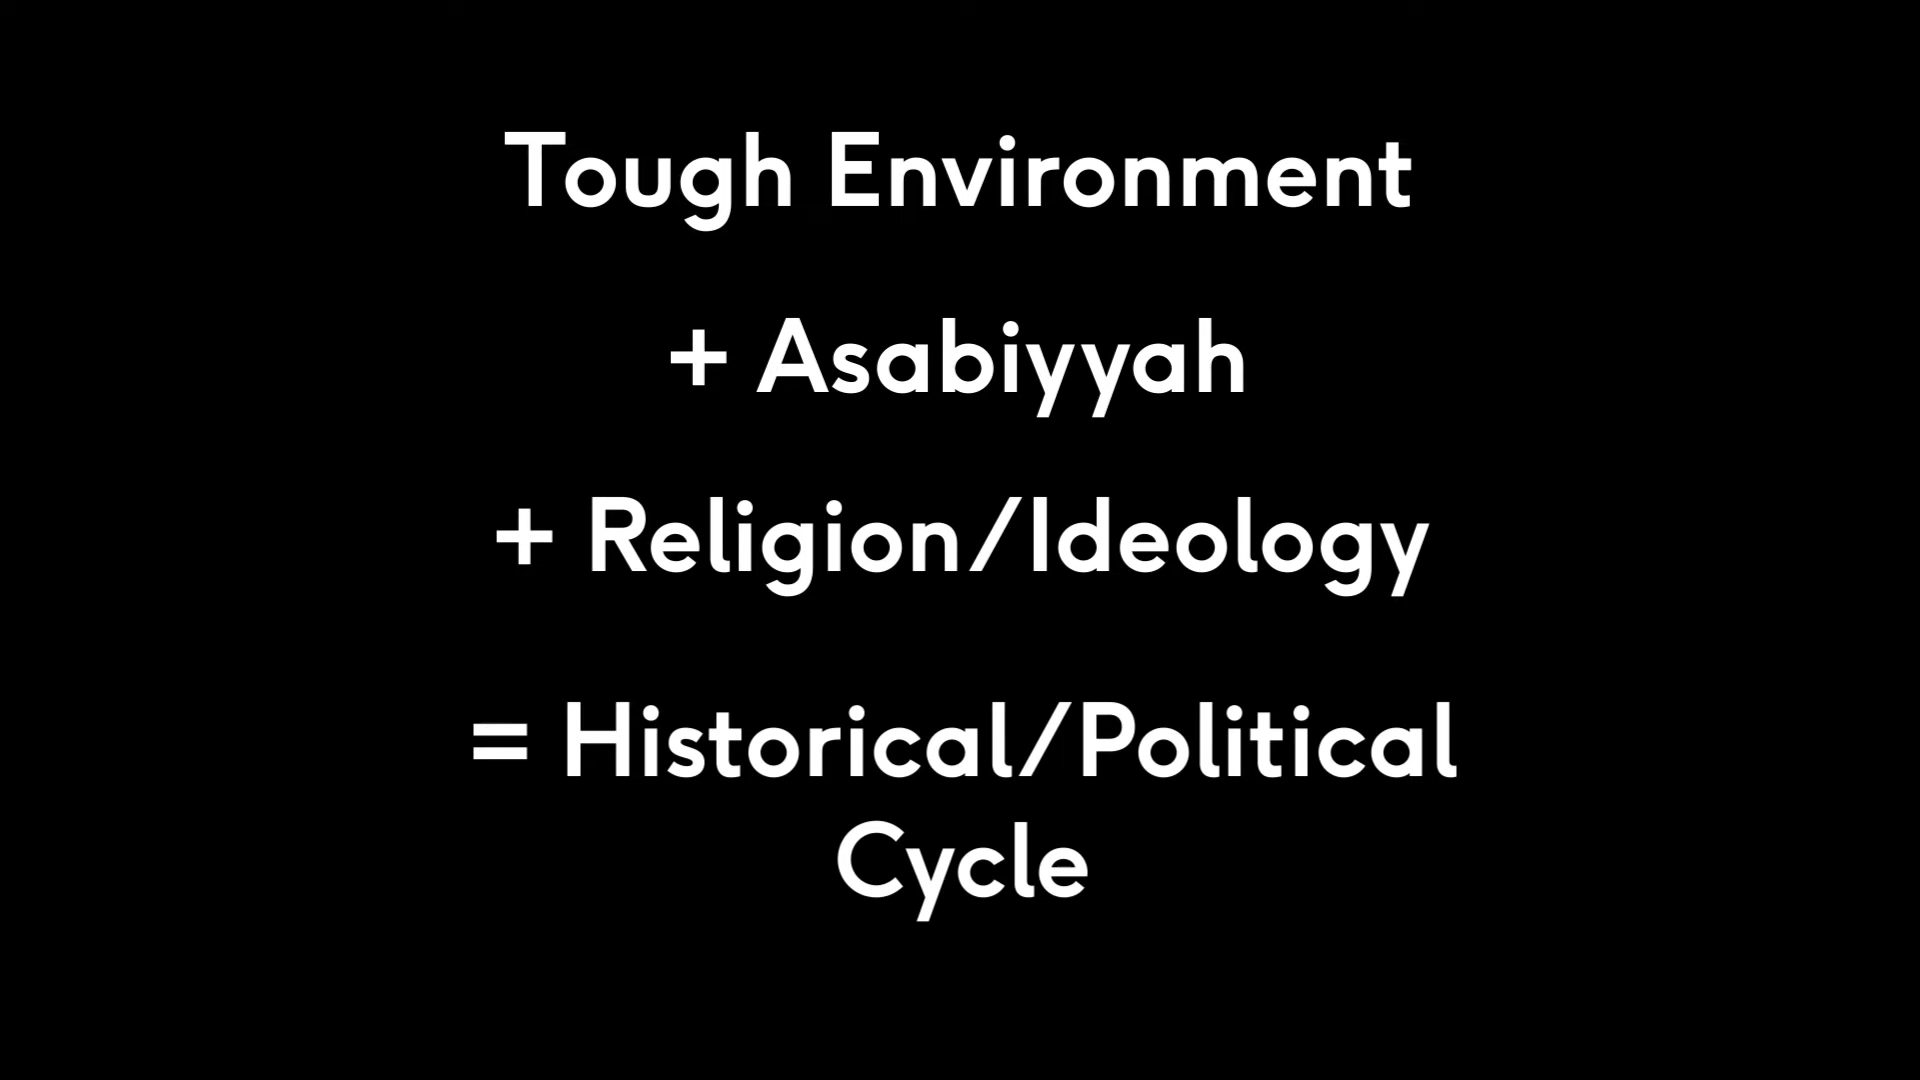 Tough Environment
+ Asabiyyah
+ Religion/Ideology
= Historical/Political
Cycle